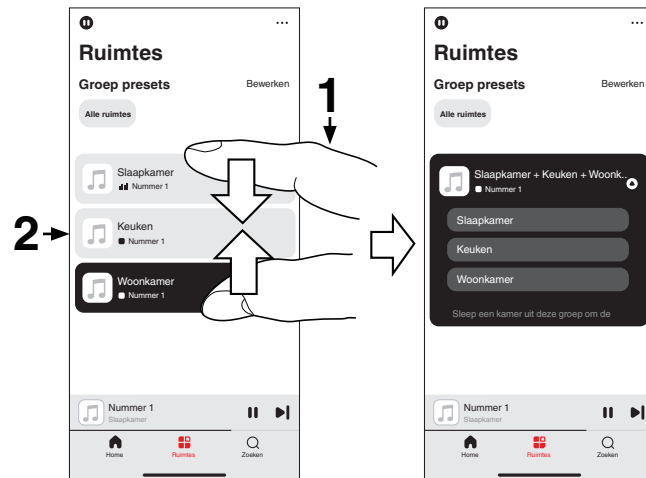 ...
Ruimtes
Groep presets Bewerken
Alle ruimtes
1
Slaapkamer
Nummer 1
2
Keuken
Nummer 1
Woonkamer
Nummer 1
Nummer 1
Slaapkamer
Home Ruimtes Zoeken
...
Ruimtes
Groep presets Bewerken
Alle ruimtes
Slaapkamer + Keuken + Woonk..
Nummer 1
Slaapkamer
Keuken
Woonkamer
Sleep een kamer uit deze groep om de
Nummer 1
Slaapkamer
Home Ruimtes Zoeken